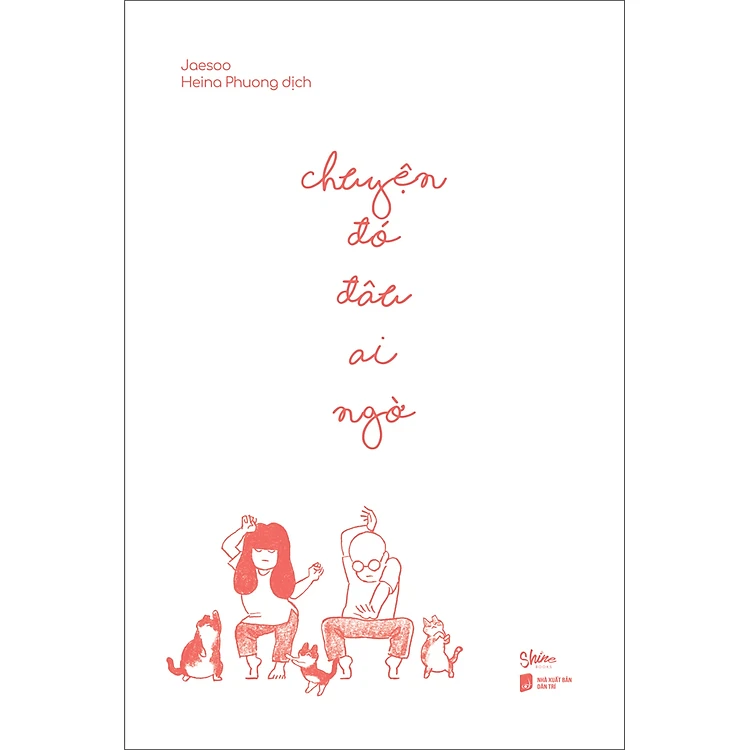 Jaesoo
Heina Phuong dịch
chuyện
đó
đâu
ai
ngờ
Shine
BOOKS
NHÀ XUẤT BẢN
DÂN TRÍ